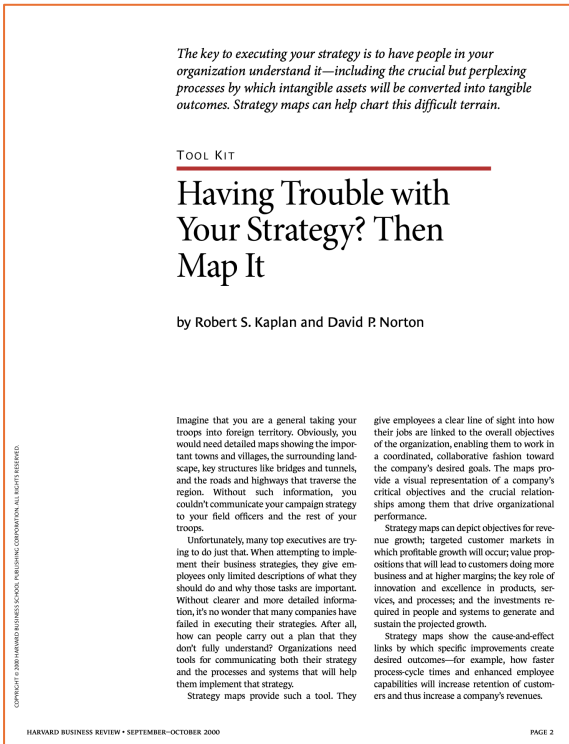 The key to executing your strategy is to have people in your
organization understand it—including the crucial but perplexing
processes by which intangible assets will be converted into tangible
outcomes. Strategy maps can help chart this difficult terrain.
TOOL KIT
Having Trouble with
Your Strategy? Then
Map It
by Robert S. Kaplan and David P. Norton
Imagine that you are a general taking your
troops into foreign territory. Obviously, you
would need detailed maps showing the impor-
tant towns and villages, the surrounding land-
scape, key structures like bridges and tunnels,
and the roads and highways that traverse the
region. Without such information, you
couldn't communicate your campaign strategy
to your field officers and the rest of your
troops.
Unfortunately, many top executives are try-
ing to do just that. When attempting to imple-
ment their business strategies, they give em-
ployees only limited descriptions of what they
should do and why those tasks are important.
Without clearer and more detailed informa-
tion, it's no wonder that many companies have
failed in executing their strategies. After all,
how can people carry out a plan that they
don't fully understand? Organizations need
tools for communicating both their strategy
and the processes and systems that will help
them implement that strategy.
Strategy maps provide such a tool. They
give employees a clear line of sight into how
their jobs are linked to the overall objectives
of the organization, enabling them to work in
a coordinated, collaborative fashion toward
the company's desired goals. The maps pro-
vide a visual representation of a company's
critical objectives and the crucial relation-
ships among them that drive organizational
performance.
Strategy maps can depict objectives for reve-
nue growth; targeted customer markets in
which profitable growth will occur; value prop-
ositions that will lead to customers doing more
business and at higher margins; the key role of
innovation and excellence in products, ser-
vices, and processes; and the investments re-
quired in people and systems to generate and
sustain the projected growth.
Strategy maps show the cause-and-effect
links by which specific improvements create
desired outcomes—for example, how faster
process-cycle times and enhanced employee
capabilities will increase retention of custom-
ers and thus increase a company's revenues.
COPYRIGHT © 2000 HARVARD BUSINESS SCHOOL PUBLISHING CORPORATION. ALL RIGHTS RESERVED.
HARVARD BUSINESS REVIEW • SEPTEMBER–OCTOBER 2000
PAGE 2